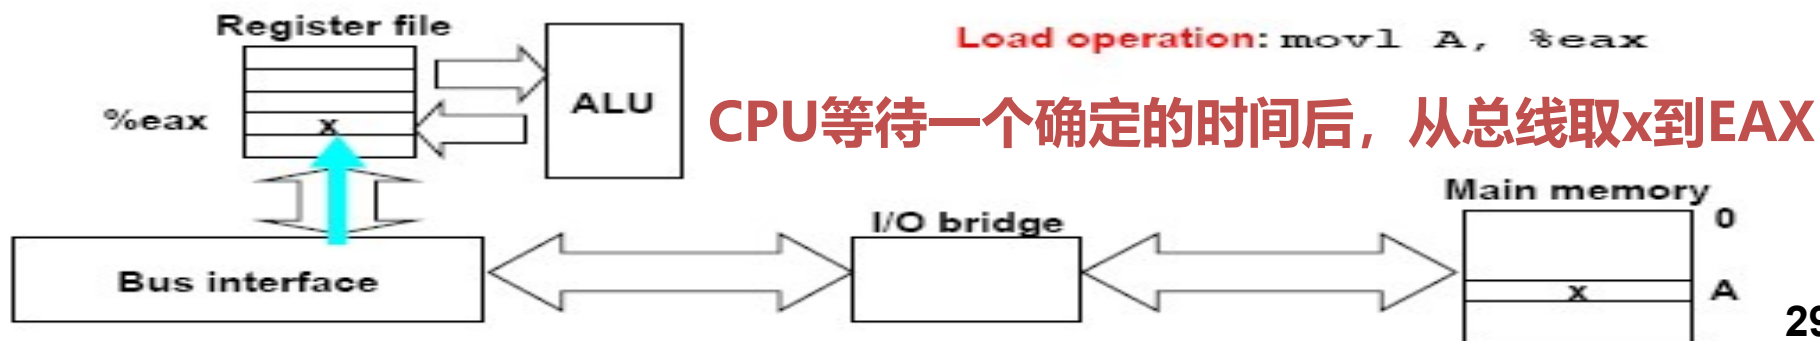 Register file
Load operation: movl A, %eax
ALU
%eax
x
CPU等待一个确定的时间后，从总线取x到EAX
Main memory
0
I/O bridge
Bus interface
x
A
29